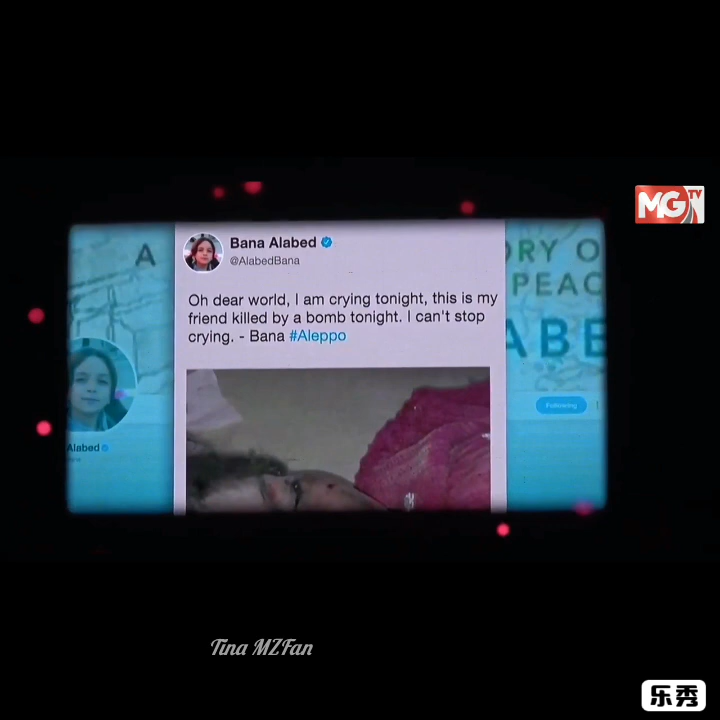 MG TV
Bana Alabed
@AlabedBana
A
ORY O
PEAC
Oh dear world, I am crying tonight, this is my
friend killed by a bomb tonight. I can't stop
crying. - Bana #Aleppo
ABE
Following
Alabed
Tina MZFan
乐秀